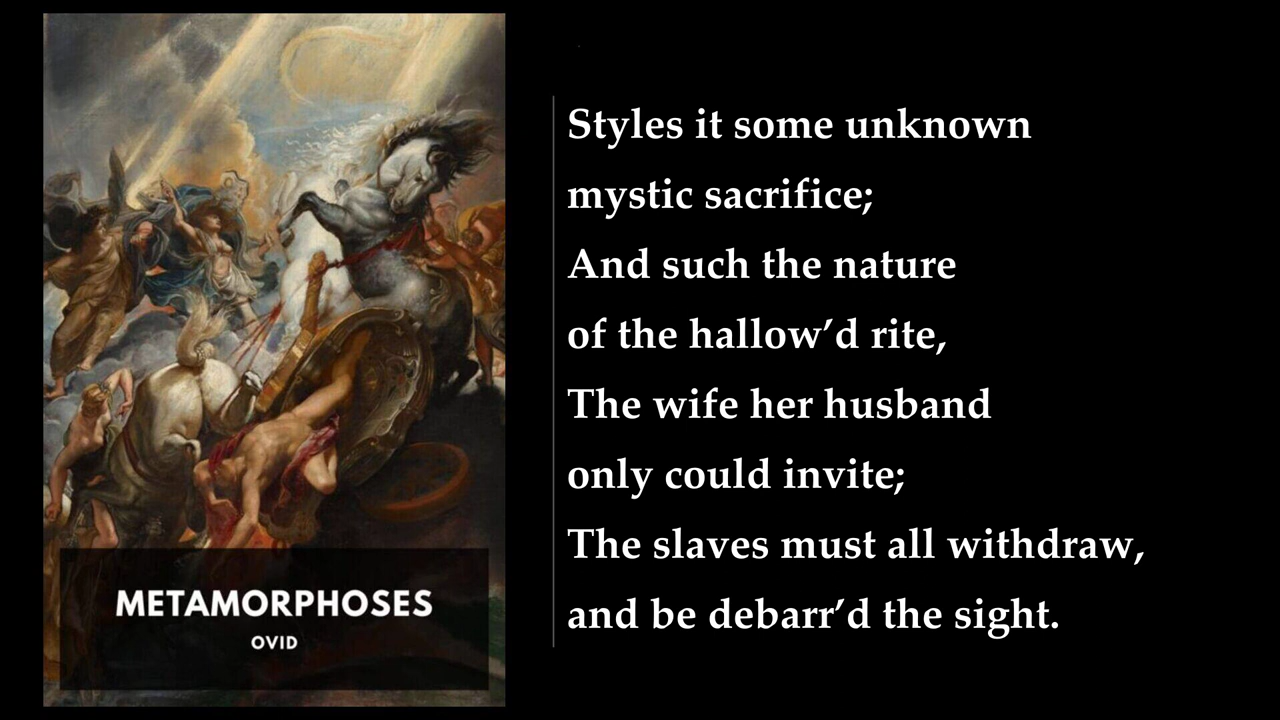 METAMORPHOSES
OVID
Styles it some unknown
mystic sacrifice;
And such the nature
of the hallow’d rite,
The wife her husband
only could invite;
The slaves must all withdraw,
and be debarr’d the sight.